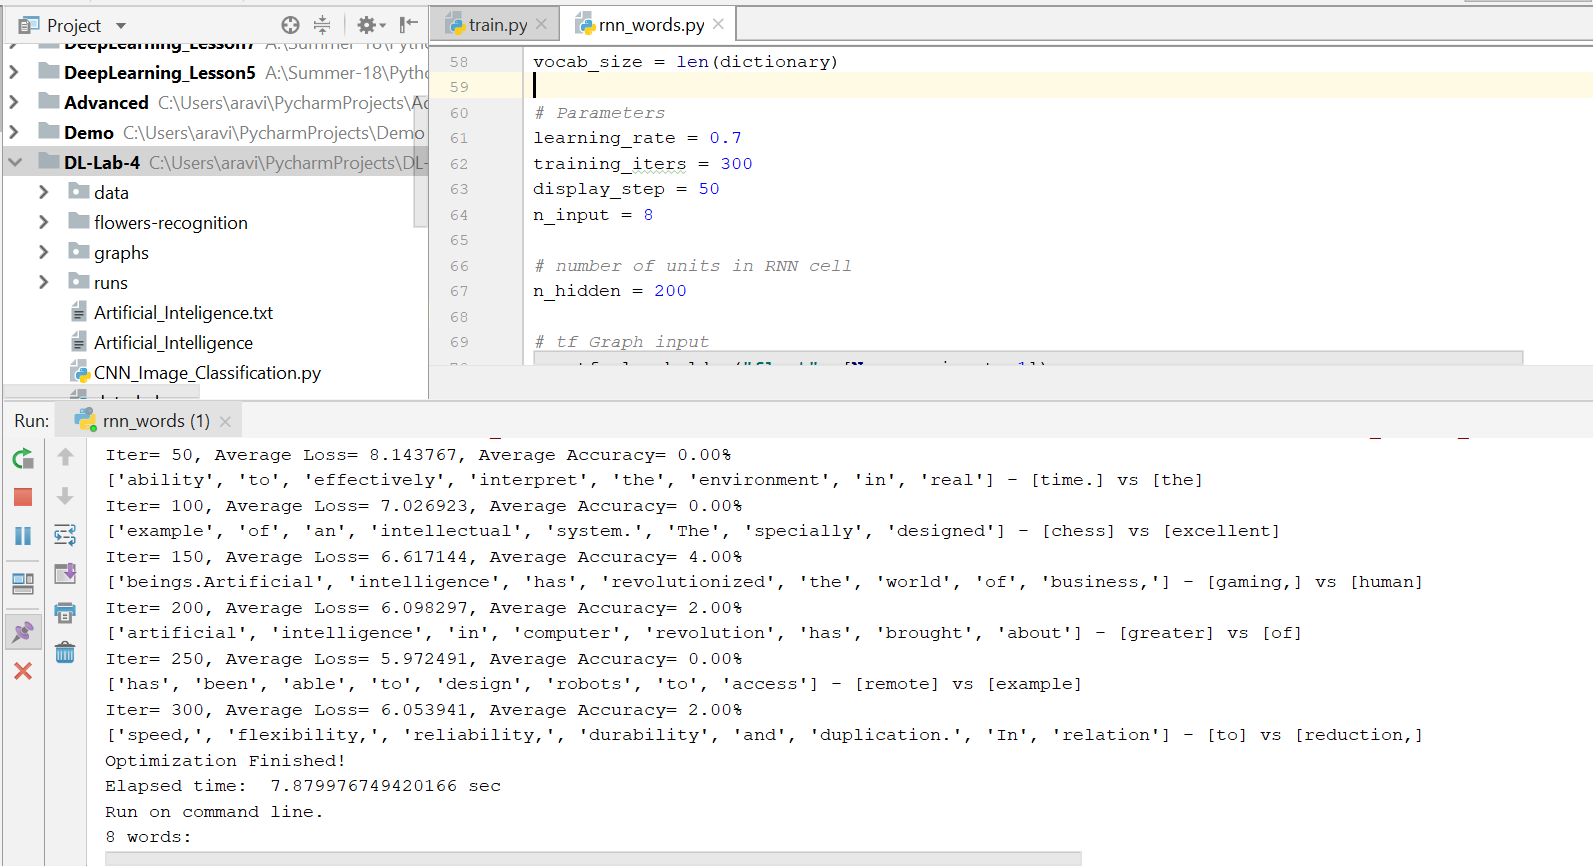 Project
DeepLearning_Lesson7 A:\Summer-18\Pytho
DeepLearning_Lesson5 A:\Summer-18\Pytho
Advanced C:\Users\aravi\PycharmProjects\Ad
Demo C:\Users\aravi\PycharmProjects\Demo
DL-Lab-4 C:\Users\aravi\PycharmProjects\DL-
data
flowers-recognition
graphs
runs
Artificial_Inteligence.txt
Artificial_Intelligence
CNN_Image_Classification.py
train.py
rnn_words.py
58 vocab_size = len(dictionary)
59
60 # Parameters
61 learning_rate = 0.7
62 training_iters = 300
63 display_step = 50
64 n_input = 8
65
66 # number of units in RNN cell
67 n_hidden = 200
68
69 # tf Graph input
Run: rnn_words (1)
Iter= 50, Average Loss= 8.143767, Average Accuracy= 0.00%
['ability', 'to', 'effectively', 'interpret', 'the', 'environment', 'in', 'real'] - [time.] vs [the]
Iter= 100, Average Loss= 7.026923, Average Accuracy= 0.00%
['example', 'of', 'an', 'intellectual', 'system.', 'The', 'specially', 'designed'] - [chess] vs [excellent]
Iter= 150, Average Loss= 6.617144, Average Accuracy= 4.00%
['beings.Artificial', 'intelligence', 'has', 'revolutionized', 'the', 'world', 'of', 'business,'] - [gaming,] vs [human]
Iter= 200, Average Loss= 6.098297, Average Accuracy= 2.00%
['artificial', 'intelligence', 'in', 'computer', 'revolution', 'has', 'brought', 'about'] - [greater] vs [of]
Iter= 250, Average Loss= 5.972491, Average Accuracy= 0.00%
['has', 'been', 'able', 'to', 'design', 'robots', 'to', 'access'] - [remote] vs [example]
Iter= 300, Average Loss= 6.053941, Average Accuracy= 2.00%
['speed,', 'flexibility,', 'reliability,', 'durability', 'and', 'duplication.', 'In', 'relation'] - [to] vs [reduction,]
Optimization Finished!
Elapsed time:  7.879976749420166 sec
Run on command line.
8 words: